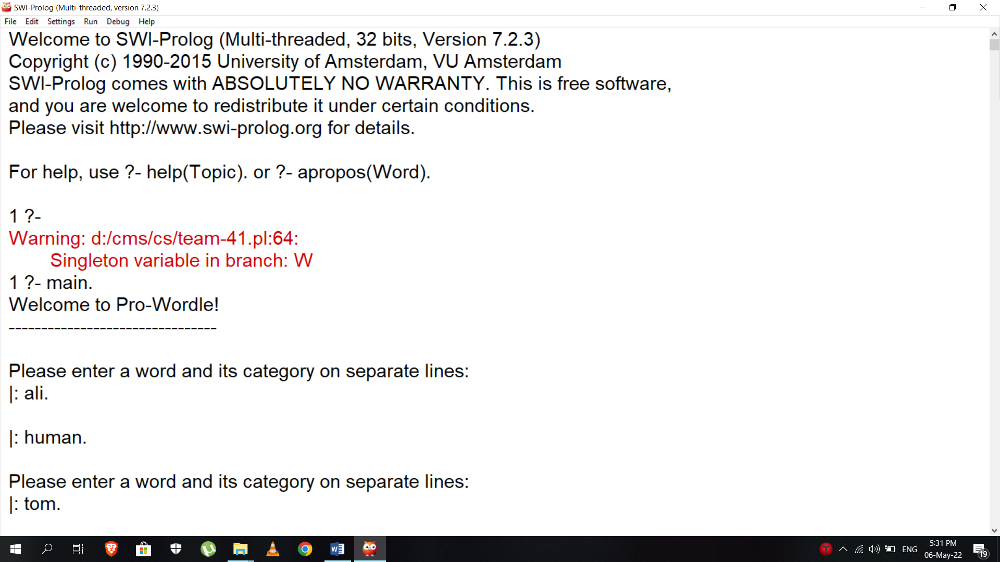 SWI-Prolog (Multi-threaded, version 7.2.3)
File Edit Settings Run Debug Help
Welcome to SWI-Prolog (Multi-threaded, 32 bits, Version 7.2.3)
Copyright (c) 1990-2015 University of Amsterdam, VU Amsterdam
SWI-Prolog comes with ABSOLUTELY NO WARRANTY. This is free software,
and you are welcome to redistribute it under certain conditions.
Please visit http://www.swi-prolog.org for details.
For help, use ?- help(Topic). or ?- apropos(Word).
1 ?-
Warning: d:/cms/cs/team-41.pl:64:
Singleton variable in branch: W
1 ?- main.
Welcome to Pro-Wordle!
--------------------------------
Please enter a word and its category on separate lines:
|: ali.
|: human.
Please enter a word and its category on separate lines:
|: tom.
ENG
5:31 PM
06-May-22
19